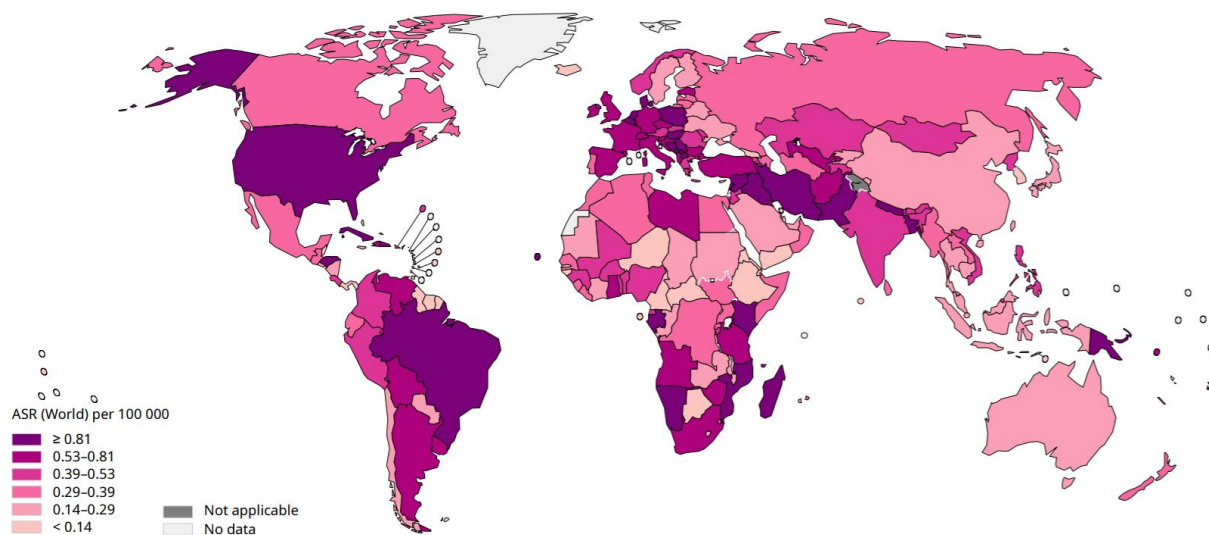 ASR (World) per 100 000
≥ 0.81
0.53–0.81
0.39–0.53
0.29–0.39
0.14–0.29
< 0.14
Not applicable
No data